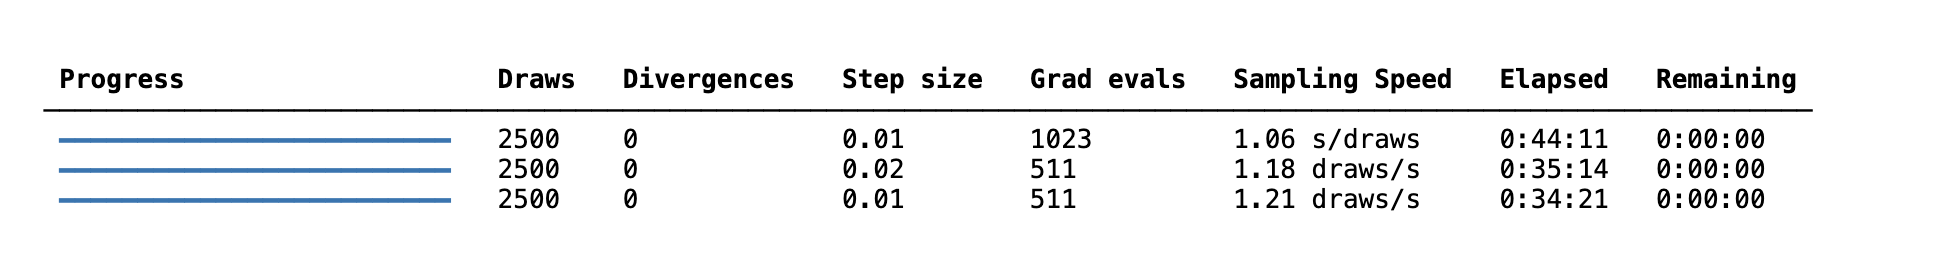 Progress Draws Divergences Step size Grad evals Sampling Speed Elapsed Remaining
2500 0 0.01 1023 1.06 s/draws 0:44:11 0:00:00
2500 0 0.02 511 1.18 draws/s 0:35:14 0:00:00
2500 0 0.01 511 1.21 draws/s 0:34:21 0:00:00